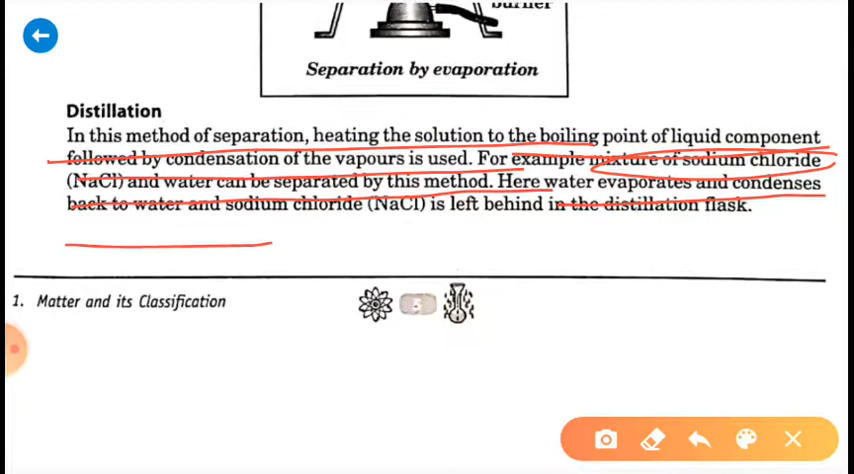 burner
Separation by evaporation
Distillation
In this method of separation, heating the solution to the boiling point of liquid component
followed by condensation of the vapours is used. For example mixture of sodium chloride
(NaCl) and water can be separated by this method. Here water evaporates and condenses
back to water and sodium chloride (NaCl) is left behind in the distillation flask.
1. Matter and its Classification
5